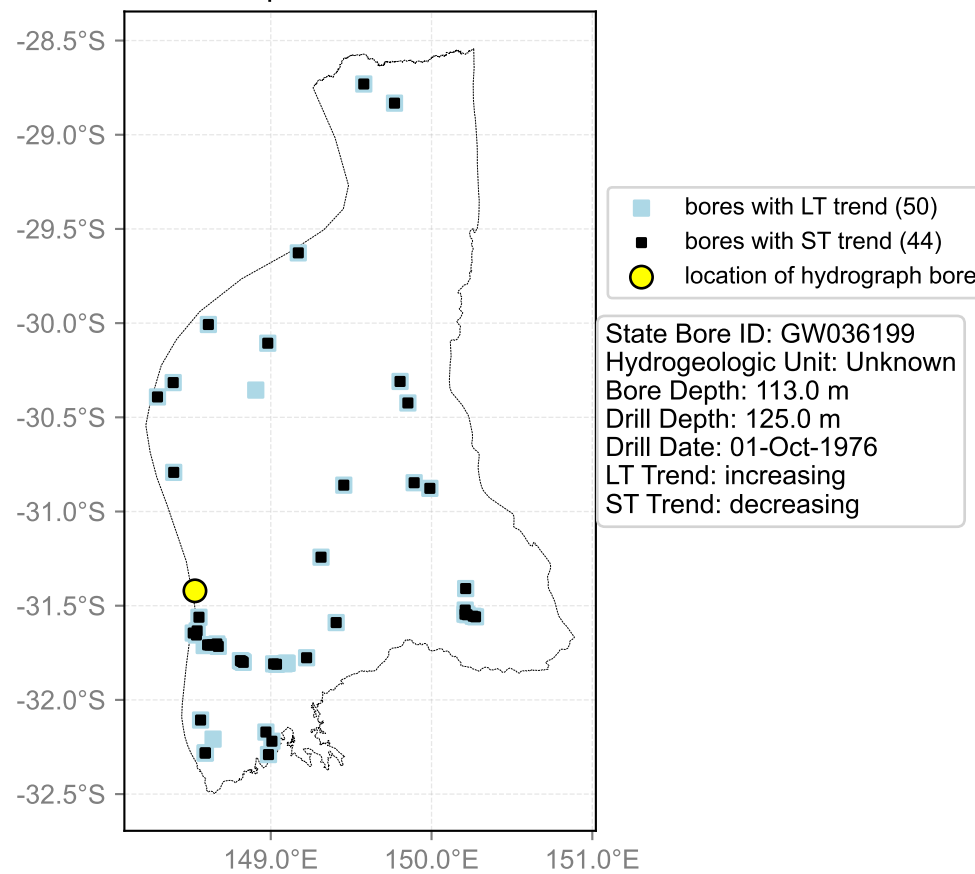 -28.5°S
-29.0°S
-29.5°S
-30.0°S
-30.5°S
-31.0°S
-31.5°S
-32.0°S
-32.5°S
149.0°E
150.0°E
151.0°E
bores with LT trend (50)
bores with ST trend (44)
location of hydrograph bore
State Bore ID: GW036199
Hydrogeologic Unit: Unknown
Bore Depth: 113.0 m
Drill Depth: 125.0 m
Drill Date: 01-Oct-1976
LT Trend: increasing
ST Trend: decreasing